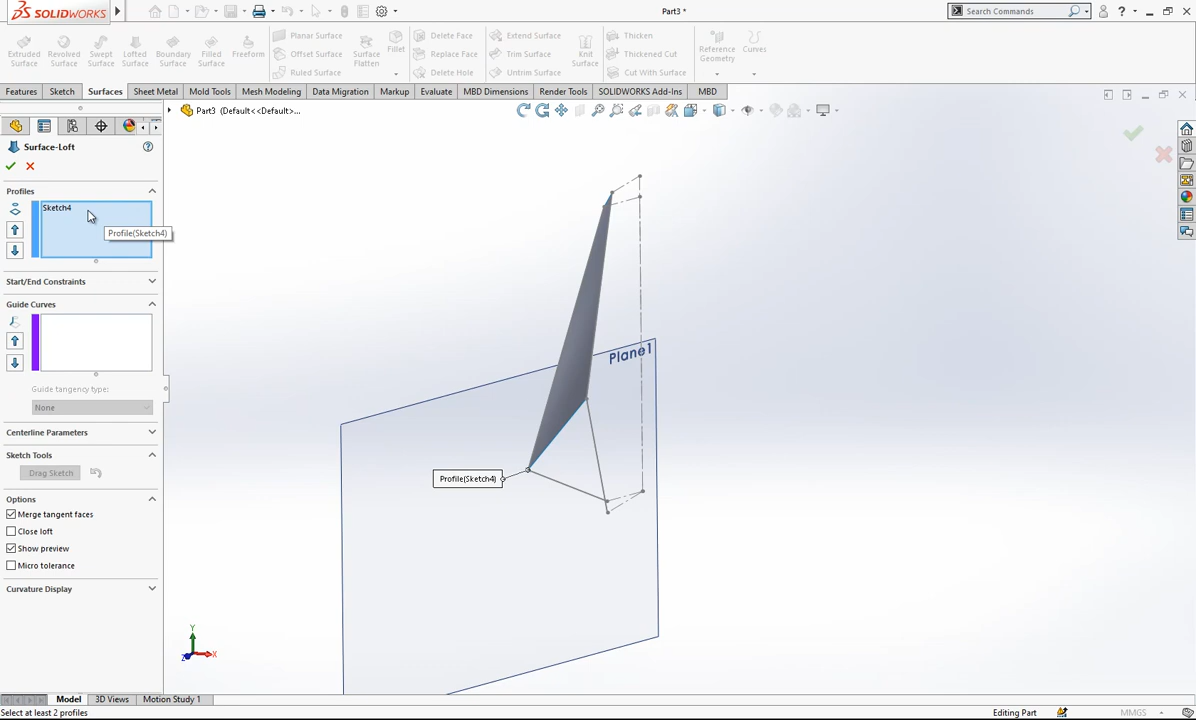 SOLIDWORKS
Part3 *
Search Commands
Extruded Surface
Revolved Surface
Swept Surface
Lofted Surface
Boundary Surface
Filled Surface
Freeform
Planar Surface
Offset Surface
Ruled Surface
Surface Flatten
Fillet
Delete Face
Replace Face
Delete Hole
Extend Surface
Trim Surface
Untrim Surface
Knit Surface
Thicken
Thickened Cut
Cut With Surface
Reference Geometry
Curves
Features
Sketch
Surfaces
Sheet Metal
Mold Tools
Mesh Modeling
Data Migration
Markup
Evaluate
MBD Dimensions
Render Tools
SOLIDWORKS Add-Ins
MBD
Part3 (Default<<Default>...
Surface-Loft
Profiles
Sketch4
Profile(Sketch4)
Start/End Constraints
Guide Curves
Guide tangency type:
None
Centerline Parameters
Sketch Tools
Drag Sketch
Options
Merge tangent faces
Close loft
Show preview
Micro tolerance
Curvature Display
Plane1
Profile(Sketch4)
Y
X
Z
Model
3D Views
Motion Study 1
Select at least 2 profiles
Editing Part
MMGS